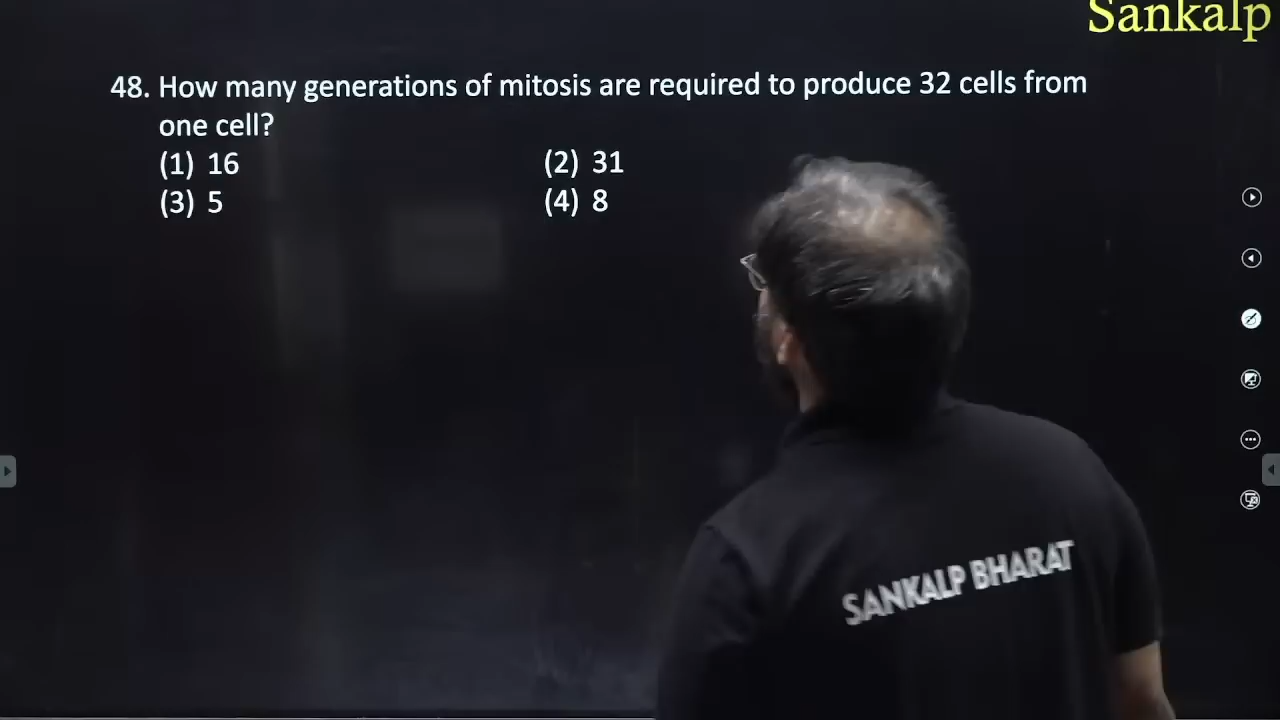 Sankalp
48. How many generations of mitosis are required to produce 32 cells from
one cell?
(1) 16
(2) 31
(3) 5
(4) 8
SANKALP BHARAT